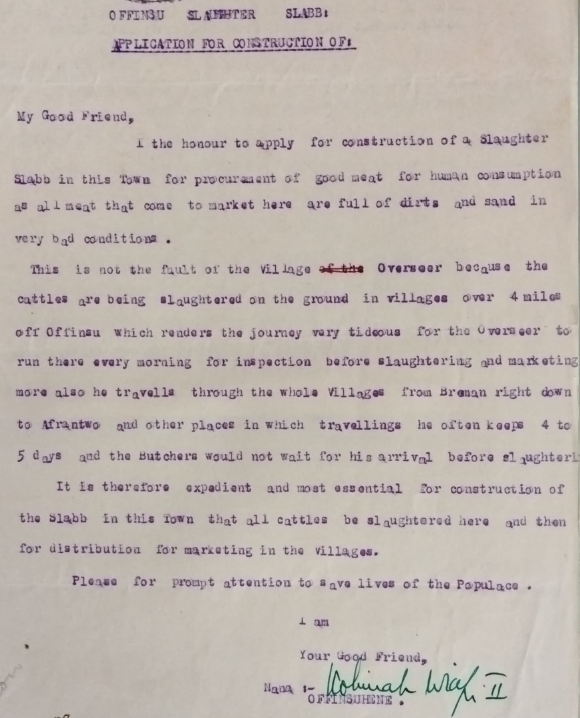 OFFINSU SLAUGHTER SLABB:
APPLICATION FOR CONSTRUCTION OF:
My Good Friend,
I the honour to apply for construction of a Slaughter
Slabb in this Town for procurement of good meat for human consumption
as all meat that come to market here are full of dirts and sand in
very bad conditions .
This is not the fault of the Village of the Overseer because the
cattles are being slaughtered on the ground in villages over 4 miles
off Offinsu which renders the journey very tideous for the Overseer to
run there every morning for inspection before slaughtering and marketing
more also he travells through the whole Villages from Breman right down
to Afrantwo and other places in which travellings he often keeps 4 to
5 days and the Butchers would not wait for his arrival before slaughteri
It is therefore expedient and most essential for construction of
the Slabb in this Town that all cattles be slaughtered here and then
for distribution for marketing in the Villages.
Please for prompt attention to save lives of the Populace .
I am
Your Good Friend,
Nana :- Kobinah II
OFFINSUHENE .